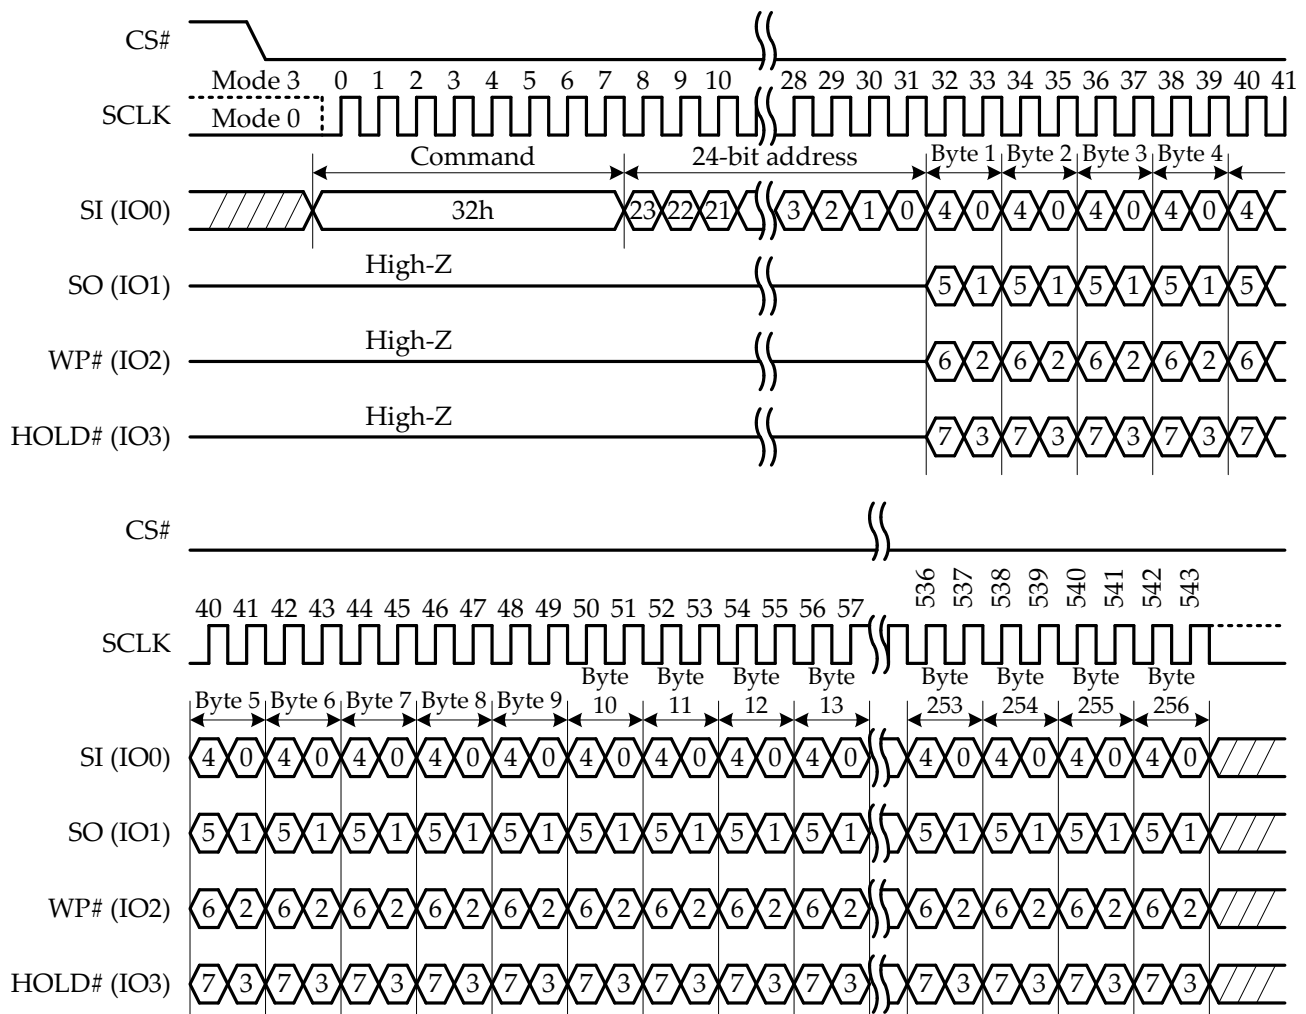 CS#
Mode 3 0 1 2 3 4 5 6 7 8 9 10 28 29 30 31 32 33 34 35 36 37 38 39 40 41
SCLK Mode 0
Command 24-bit address Byte 1 Byte 2 Byte 3 Byte 4
SI (IO0) 32h 23 22 21 3 2 1 0 4 0 4 0 4 0 4 0 4
High-Z
SO (IO1) 5 1 5 1 5 1 5 1 5
High-Z
WP# (IO2) 6 2 6 2 6 2 6 2 6
High-Z
HOLD# (IO3) 7 3 7 3 7 3 7 3 7
CS#
536 537 538 539 540 541 542 543
40 41 42 43 44 45 46 47 48 49 50 51 52 53 54 55 56 57
SCLK
Byte Byte Byte Byte Byte Byte Byte Byte
Byte 5 Byte 6 Byte 7 Byte 8 Byte 9 10 11 12 13 253 254 255 256
SI (IO0) 4 0 4 0 4 0 4 0 4 0 4 0 4 0 4 0 4 0 4 0 4 0 4 0 4 0
SO (IO1) 5 1 5 1 5 1 5 1 5 1 5 1 5 1 5 1 5 1 5 1 5 1 5 1 5 1
WP# (IO2) 6 2 6 2 6 2 6 2 6 2 6 2 6 2 6 2 6 2 6 2 6 2 6 2 6 2
HOLD# (IO3) 7 3 7 3 7 3 7 3 7 3 7 3 7 3 7 3 7 3 7 3 7 3 7 3 7 3